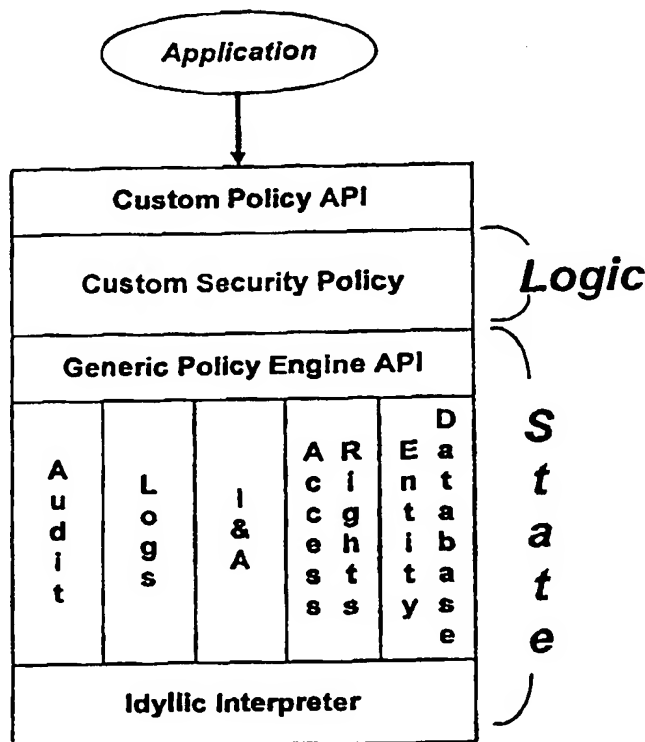 Application
Custom Policy API
Custom Security Policy
Logic
Generic Policy Engine API
Audit
Logs
I&A
Access
Rights
Entity
Database
State
Idyllic Interpreter